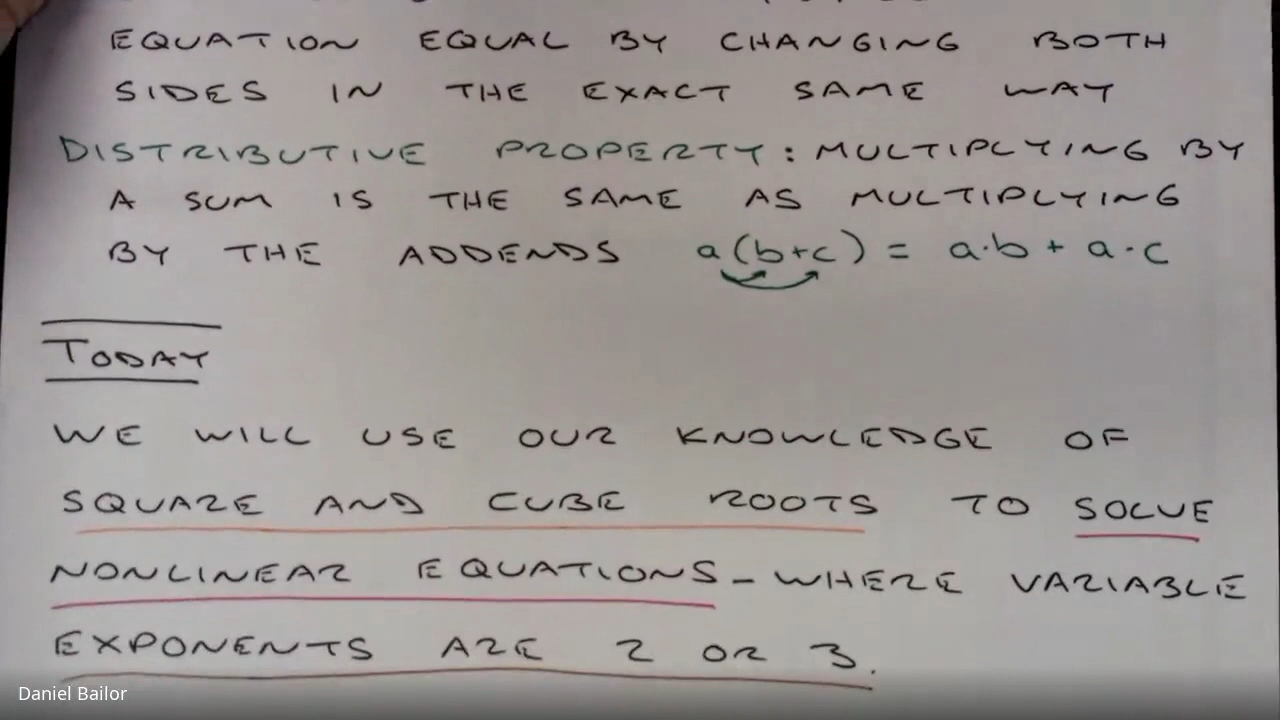 EQUATION EQUAL BY CHANGING BOTH
SIDES IN THE EXACT SAME WAY
DISTRIBUTIVE PROPERTY: MULTIPLYING BY
A SUM IS THE SAME AS MULTIPLYING
BY THE ADDENDS a(b+c) = a·b + a·c
TODAY
WE WILL USE OUR KNOWLEDGE OF
SQUARE AND CUBE ROOTS TO SOLVE
NONLINEAR EQUATIONS - WHERE VARIABLE
EXPONENTS ARE 2 OR 3.
Daniel Bailor